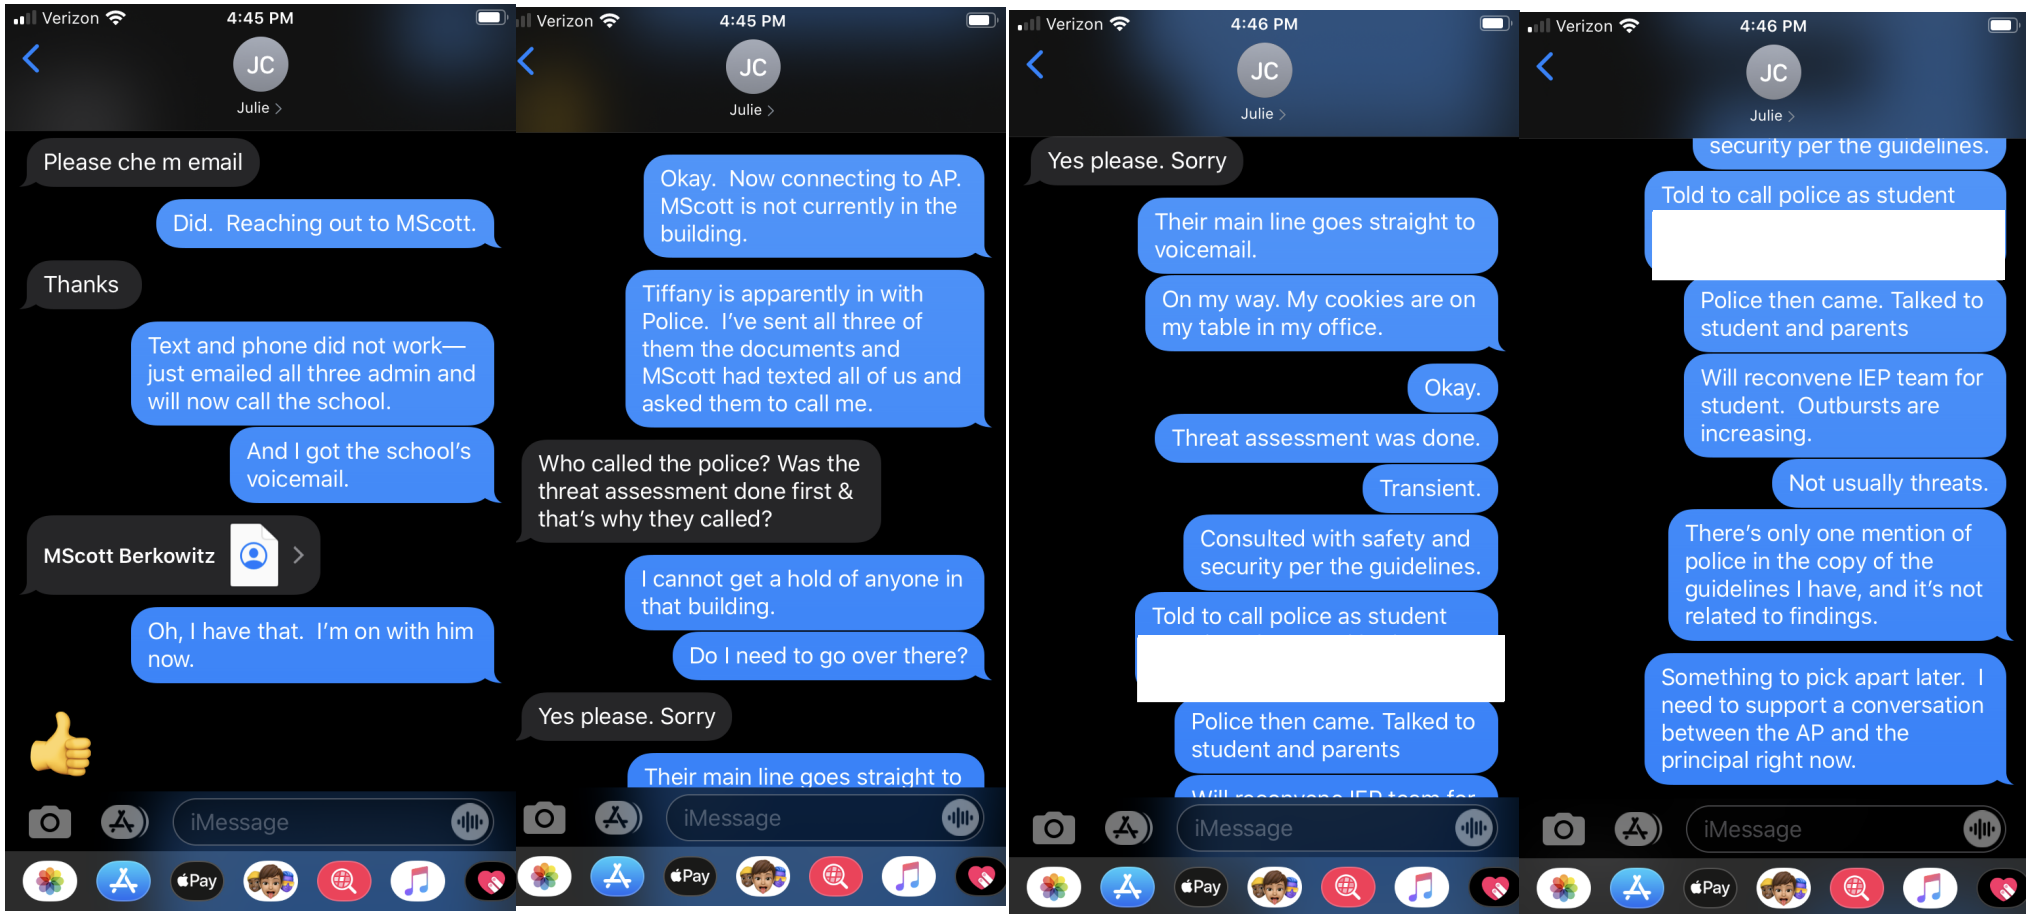 Verizon 4:45 PM
JC
Julie
Please che m email
Did. Reaching out to MScott.
Thanks
Text and phone did not work—
just emailed all three admin and
will now call the school.
And I got the school's
voicemail.
MScott Berkowitz
Oh, I have that. I'm on with him
now.
iMessage
Pay
Verizon 4:45 PM
JC
Julie
Okay. Now connecting to AP.
MScott is not currently in the
building.
Tiffany is apparently in with
Police. I've sent all three of
them the documents and
MScott had texted all of us and
asked them to call me.
Who called the police? Was the
threat assessment done first &
that's why they called?
I cannot get a hold of anyone in
that building.
Do I need to go over there?
Yes please. Sorry
Their main line goes straight to
iMessage
Pay
Verizon 4:46 PM
JC
Julie
Yes please. Sorry
Their main line goes straight to
voicemail.
On my way. My cookies are on
my table in my office.
Okay.
Threat assessment was done.
Transient.
Consulted with safety and
security per the guidelines.
Told to call police as student
Police then came. Talked to
student and parents
Will reconvene IEP team for
iMessage
Pay
Verizon 4:46 PM
JC
Julie
security per the guidelines.
Told to call police as student
Police then came. Talked to
student and parents
Will reconvene IEP team for
student. Outbursts are
increasing.
Not usually threats.
There's only one mention of
police in the copy of the
guidelines I have, and it's not
related to findings.
Something to pick apart later. I
need to support a conversation
between the AP and the
principal right now.
iMessage
Pay